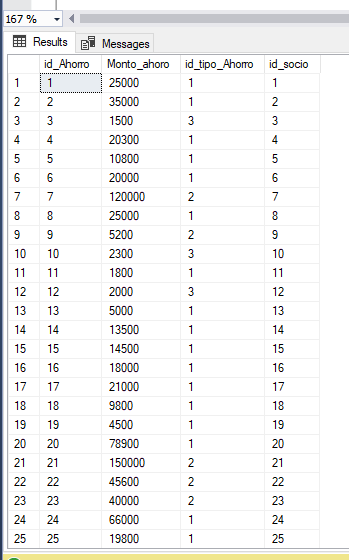 167 %
Results Messages
id_Ahorro Monto_ahoro id_tipo_Ahorro id_socio
1 1 25000 1 1
2 2 35000 1 2
3 3 1500 3 3
4 4 20300 1 4
5 5 10800 1 5
6 6 20000 1 6
7 7 120000 2 7
8 8 25000 1 8
9 9 5200 2 9
10 10 2300 3 10
11 11 1800 1 11
12 12 2000 3 12
13 13 5000 1 13
14 14 13500 1 14
15 15 14500 1 15
16 16 18000 1 16
17 17 21000 1 17
18 18 9800 1 18
19 19 4500 1 19
20 20 78900 1 20
21 21 150000 2 21
22 22 45600 2 22
23 23 40000 2 23
24 24 66000 1 24
25 25 19800 1 25